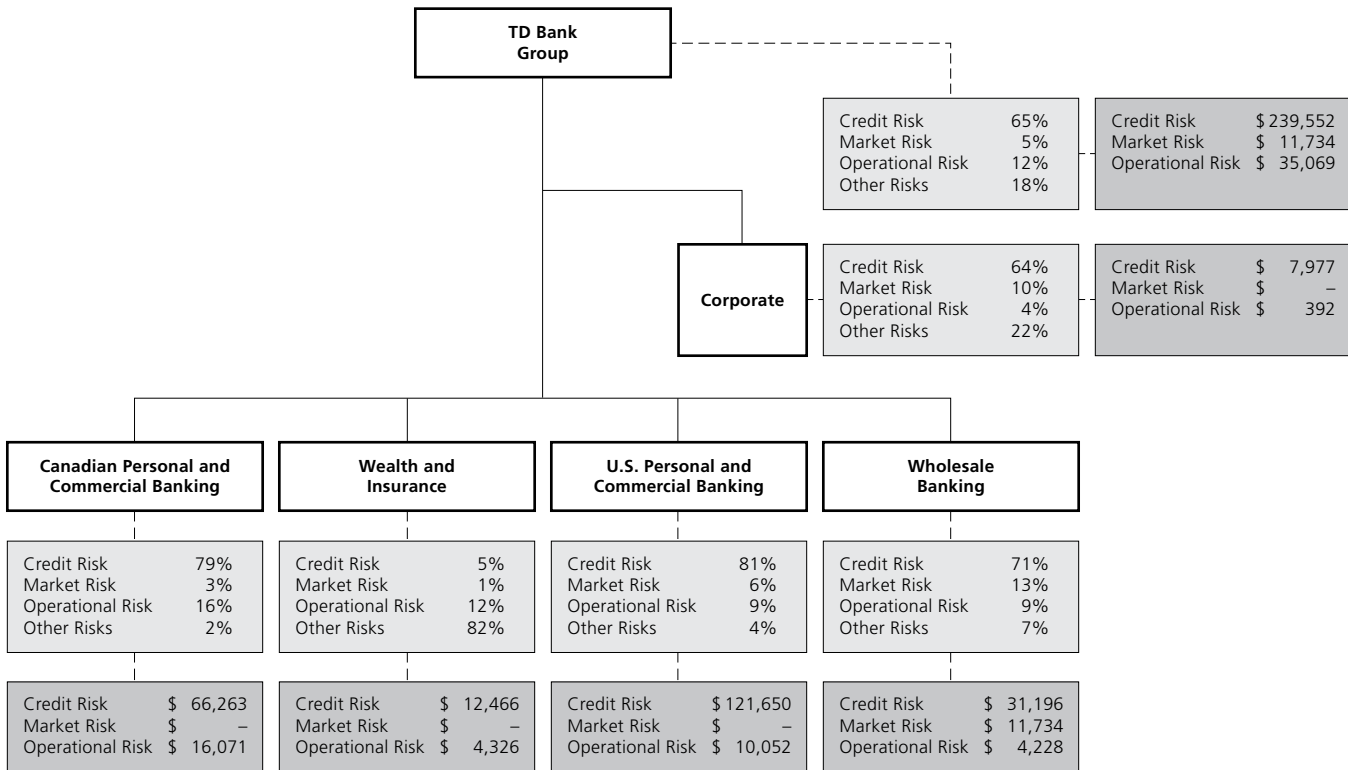 TD Bank
Group
Credit Risk 65%
Market Risk 5%
Operational Risk 12%
Other Risks 18%
Credit Risk $ 239,552
Market Risk $ 11,734
Operational Risk $ 35,069
Corporate
Credit Risk 64%
Market Risk 10%
Operational Risk 4%
Other Risks 22%
Credit Risk $ 7,977
Market Risk $ –
Operational Risk $ 392
Canadian Personal and
Commercial Banking
Credit Risk 79%
Market Risk 3%
Operational Risk 16%
Other Risks 2%
Credit Risk $ 66,263
Market Risk $ –
Operational Risk $ 16,071
Wealth and
Insurance
Credit Risk 5%
Market Risk 1%
Operational Risk 12%
Other Risks 82%
Credit Risk $ 12,466
Market Risk $ –
Operational Risk $ 4,326
U.S. Personal and
Commercial Banking
Credit Risk 81%
Market Risk 6%
Operational Risk 9%
Other Risks 4%
Credit Risk $ 121,650
Market Risk $ –
Operational Risk $ 10,052
Wholesale
Banking
Credit Risk 71%
Market Risk 13%
Operational Risk 9%
Other Risks 7%
Credit Risk $ 31,196
Market Risk $ 11,734
Operational Risk $ 4,228